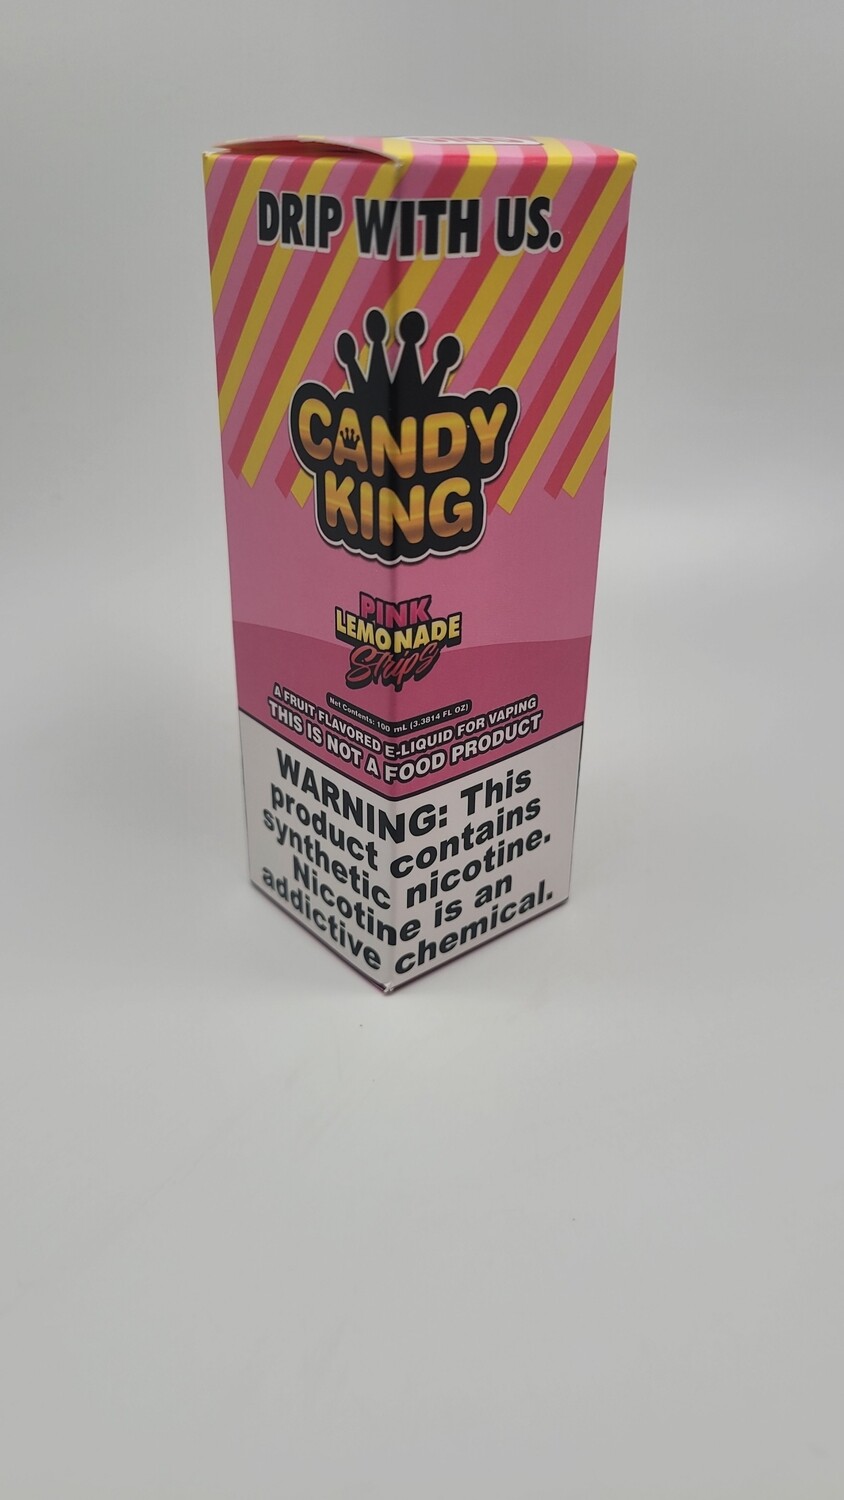 DRIP WITH US.
CANDY
KING
PINK
LEMONADE
Strips
Net Contents: 100 mL (3.3814 FL OZ)
A FRUIT FLAVORED E-LIQUID FOR VAPING
THIS IS NOT A FOOD PRODUCT
WARNING: This
product contains
synthetic nicotine.
Nicotine is an
addictive chemical.